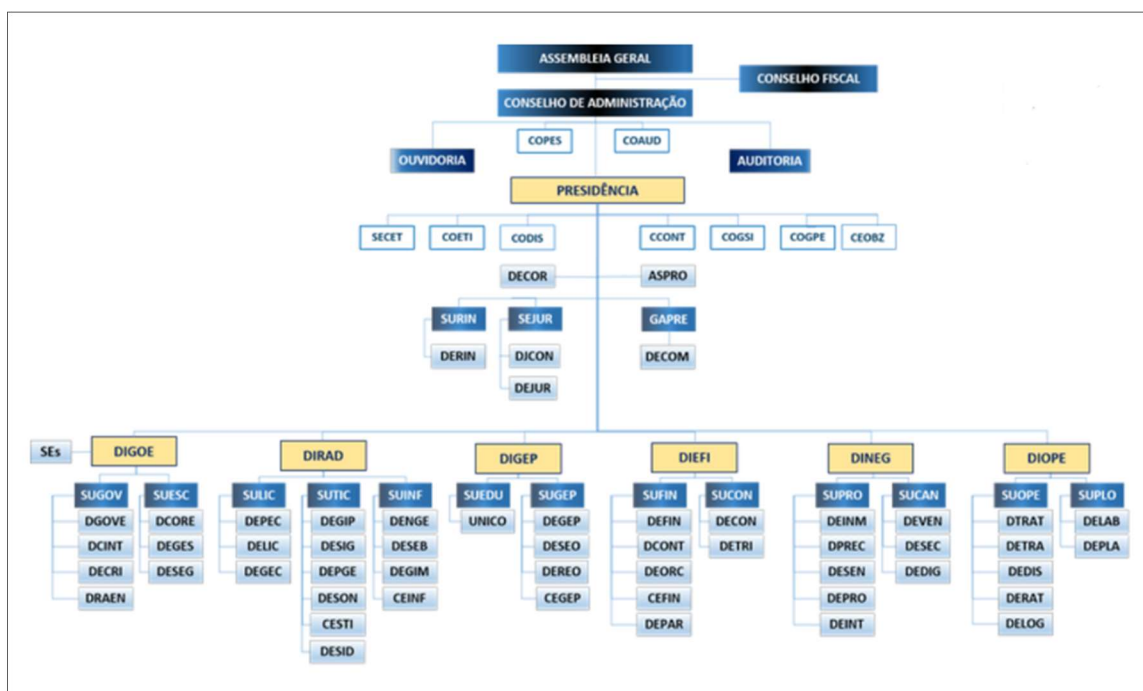 ASSEMBLEIA GERAL
CONSELHO FISCAL
CONSELHO DE ADMINISTRAÇÃO
COPES COAUD
OUVIDORIA AUDITORIA
PRESIDÊNCIA
SECET COETI CODIS CCONT COGSI COGPE CEOBZ
DECOR ASPRO
SURIN SEJUR GAPRE
DERIN DJCON DECOM
DEJUR
SEs DIGOE DIRAD DIGEP DIEFI DINEG DIOPE
SUGOV SUESC SULIC SUTIC SUINF SUEDU SUGEP SUFIN SUCON SUPRO SUCAN SUOPE SUPLO
DGOVE DCORE DEPEC DEGIP DENGE UNICO DEGEP DEFIN DECON DEINM DEVEN DTRAT DELAB
DCINT DEGES DELIC DESIG DESEB DESEO DCONT DETRI DPREC DESEC DETRA DEPLA
DECRI DESEG DEGEC DEPGE DEGIM DEREO DEORC DESEN DEDIG DEDIS
DRAEN DESON CEINF CEGEP CEFIN DEPRO DERAT
CESTI DEPAR DEINT DELOG
DESID